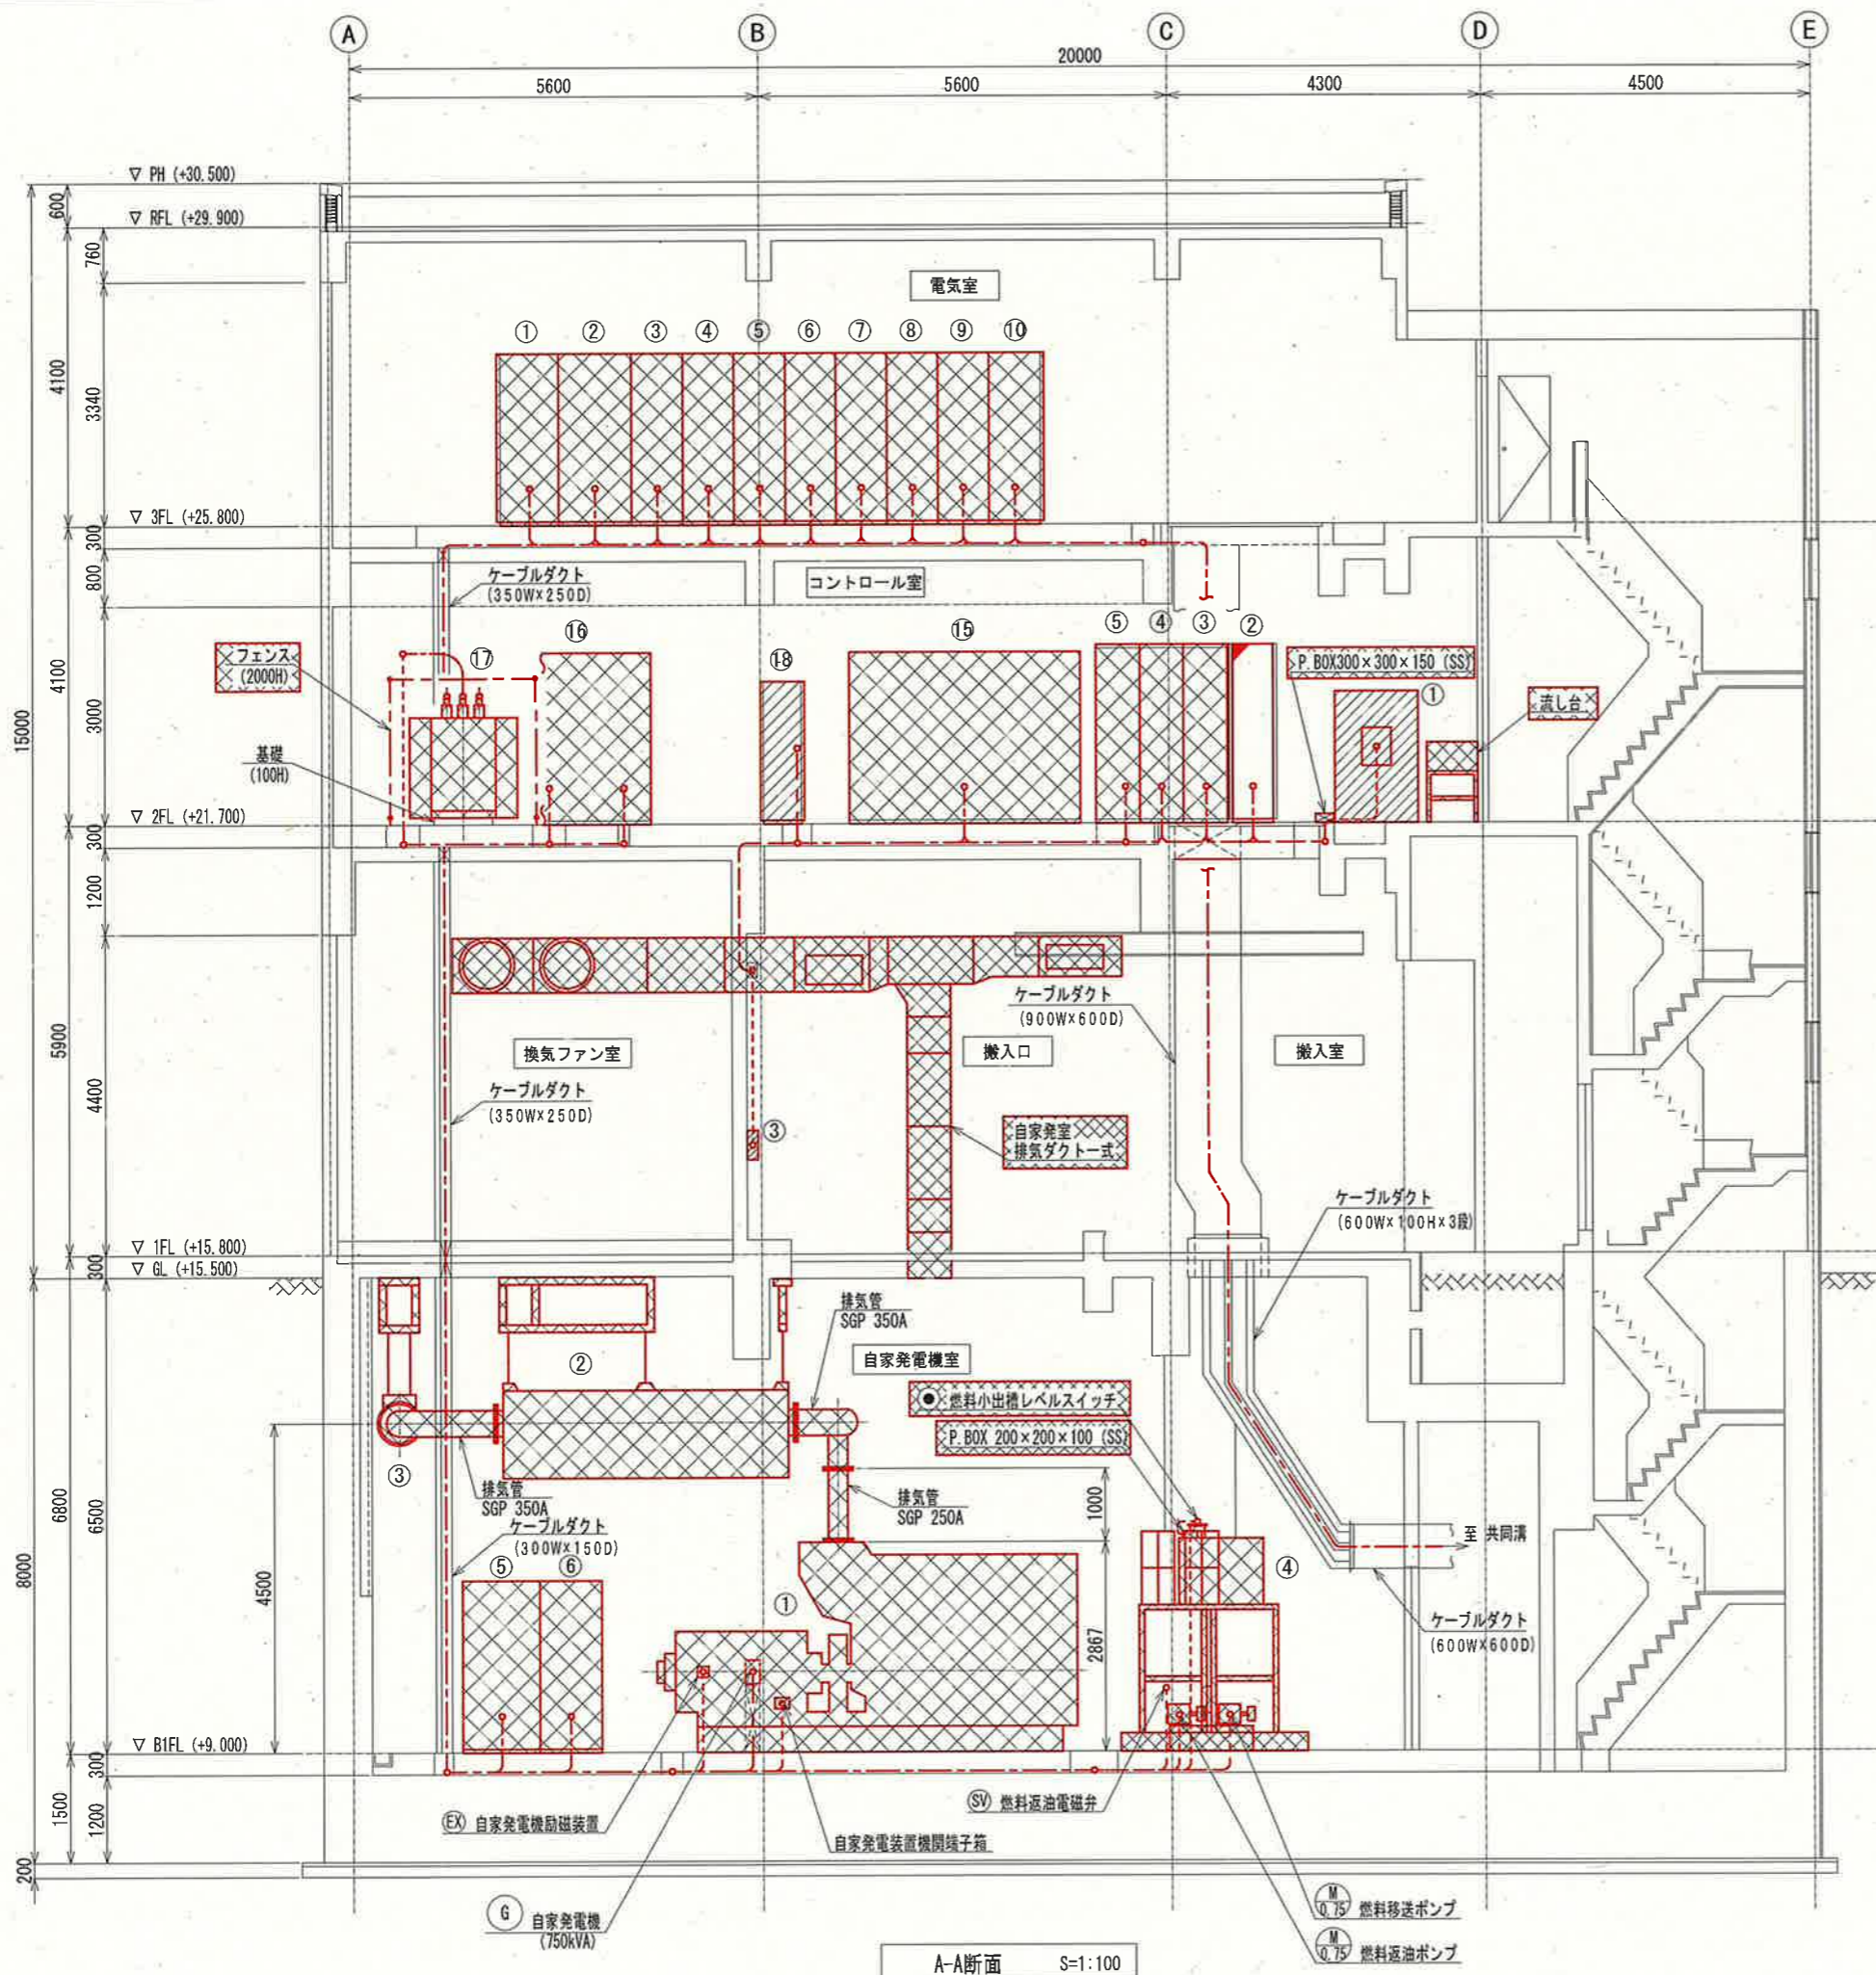 A B C D E
20000
5600 5600 4300 4500
▽ PH (+30.500)
600
▽ RFL (+29.900)
760
電気室
① ② ③ ④ ⑤ ⑥ ⑦ ⑧ ⑨ ⑩
4100
3340
▽ 3FL (+25.800)
300
800
ケーブルダクト
(350W×250D)
コントロール室
15000
4100
3000
フェンス
(2000H)
基礎
(100H)
⑰ ⑯ ⑱ ⑮ ⑤ ④ ③ ②
P.BOX300×300×150 (SS)
①
流し台
▽ 2FL (+21.700)
300
1200
5900
4400
ケーブルダクト
(900W×600D)
換気ファン室
搬入口
搬入室
ケーブルダクト
(350W×250D)
③
自家発室
排気ダクト一式
ケーブルダクト
(600W×100H×3段)
▽ 1FL (+15.800)
300
▽ GL (+15.500)
排気管
SGP 350A
②
自家発電機室
燃料小出槽レベルスイッチ
P.BOX 200×200×100 (SS)
③
排気管
SGP 350A
排気管
SGP 250A
1000
ケーブルダクト
(300W×150D)
至 共同溝
8000
6800
6500
4500
⑤ ⑥
①
④
2867
ケーブルダクト
(600W×600D)
▽ B1FL (+9.000)
300
1500
1200
200
EX 自家発電機励磁装置
SV 燃料返油電磁弁
自家発電装置機関端子箱
G 自家発電機
(750kVA)
M
0.75 燃料移送ポンプ
M
0.75 燃料返油ポンプ
A-A断面 S=1:100